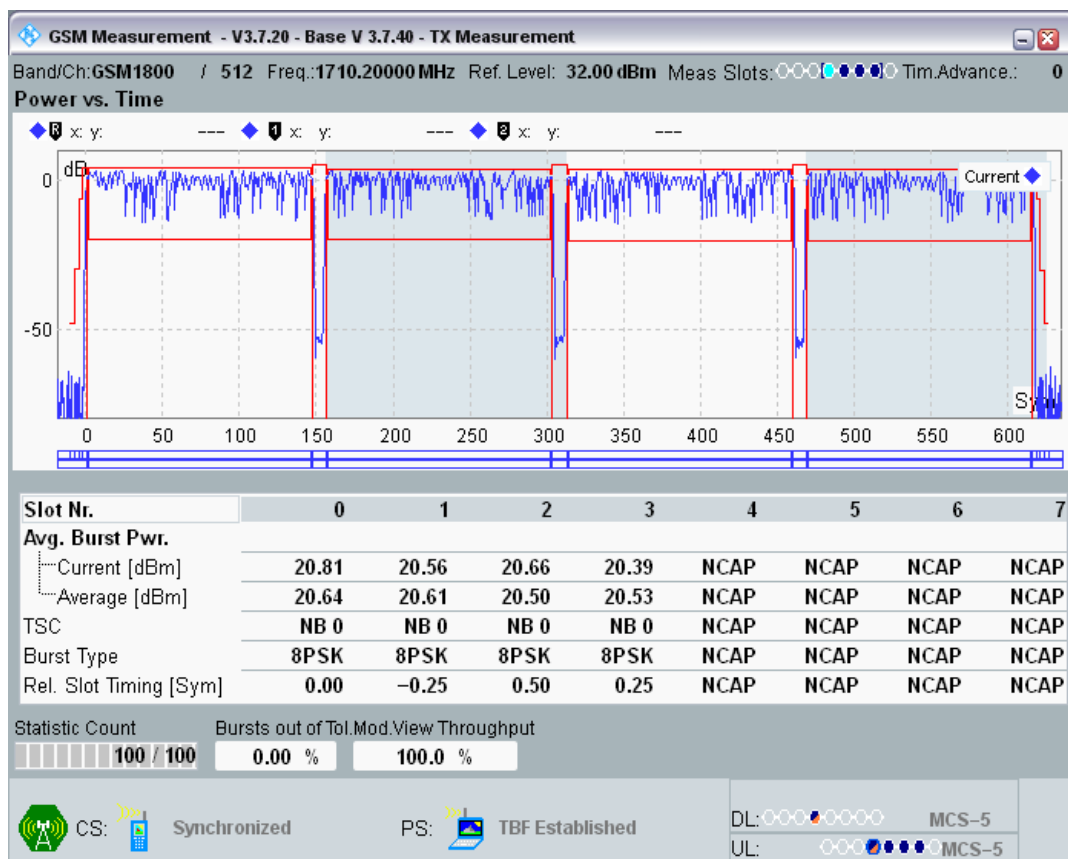 GSM Measurement - V3.7.20 - Base V 3.7.40 - TX Measurement
Band/Ch:GSM1800 / 512 Freq.:1710.20000 MHz Ref. Level: 32.00 dBm Meas Slots: Tim.Advance.: 0
Power vs. Time
R x: y: --- 1 x: y: --- 2 x: y: ---
dB
Current
0
-50
0 50 100 150 200 250 300 350 400 450 500 550 600
Slot Nr. 0 1 2 3 4 5 6 7
Avg. Burst Pwr.
Current [dBm] 20.81 20.56 20.66 20.39 NCAP NCAP NCAP NCAP
Average [dBm] 20.64 20.61 20.50 20.53 NCAP NCAP NCAP NCAP
TSC NB 0 NB 0 NB 0 NB 0 NCAP NCAP NCAP NCAP
Burst Type 8PSK 8PSK 8PSK 8PSK NCAP NCAP NCAP NCAP
Rel. Slot Timing [Sym] 0.00 −0.25 0.50 0.25 NCAP NCAP NCAP NCAP
Statistic Count Bursts out of Tol.Mod.View Throughput
100 / 100 0.00 % 100.0 %
CS: Synchronized PS: TBF Established
DL: MCS−5
UL: MCS−5